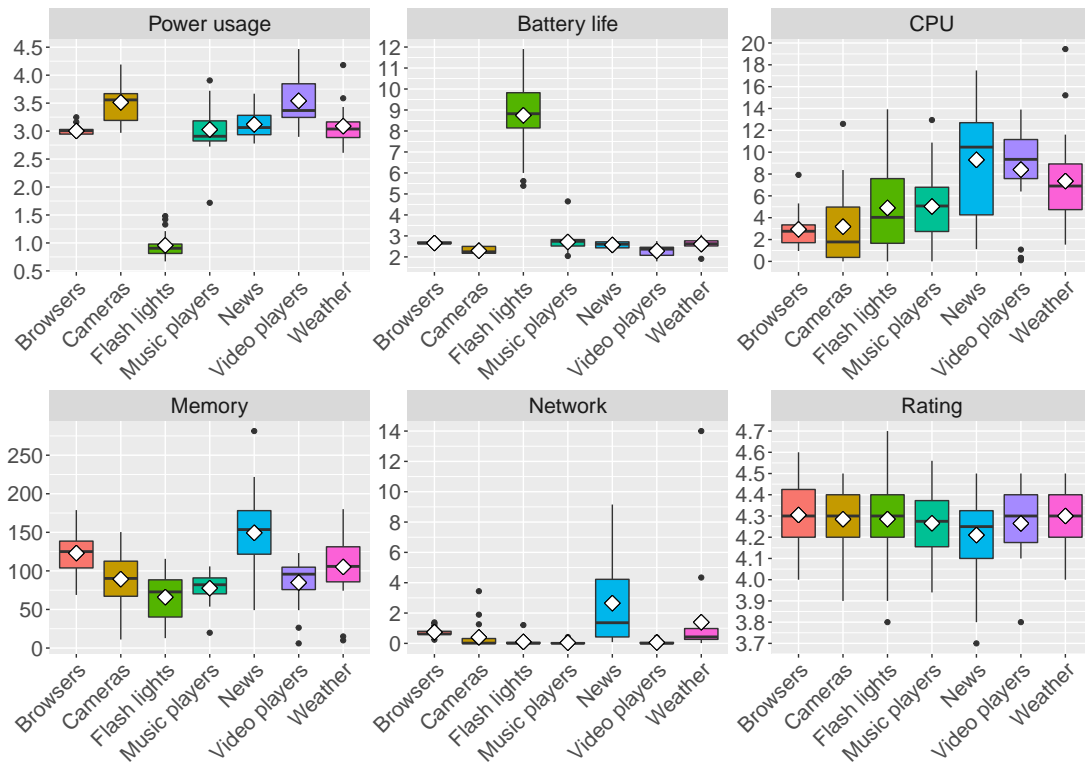 Power usage Battery life CPU
4.5 12 20
4.0 11 18
3.5 10 16
3.0 9 14
2.5 8 12
2.0 7 10
1.5 6 8
1.0 5 6
0.5 4 4
3 2
2 0
Browsers Cameras Flash lights Music players News Video players Weather
Browsers Cameras Flash lights Music players News Video players Weather
Browsers Cameras Flash lights Music players News Video players Weather
Memory Network Rating
250 14 4.7
200 12 4.6
150 10 4.5
100 8 4.4
50 6 4.3
0 4 4.2
2 4.1
0 4.0
3.9
3.8
3.7
Browsers Cameras Flash lights Music players News Video players Weather
Browsers Cameras Flash lights Music players News Video players Weather
Browsers Cameras Flash lights Music players News Video players Weather